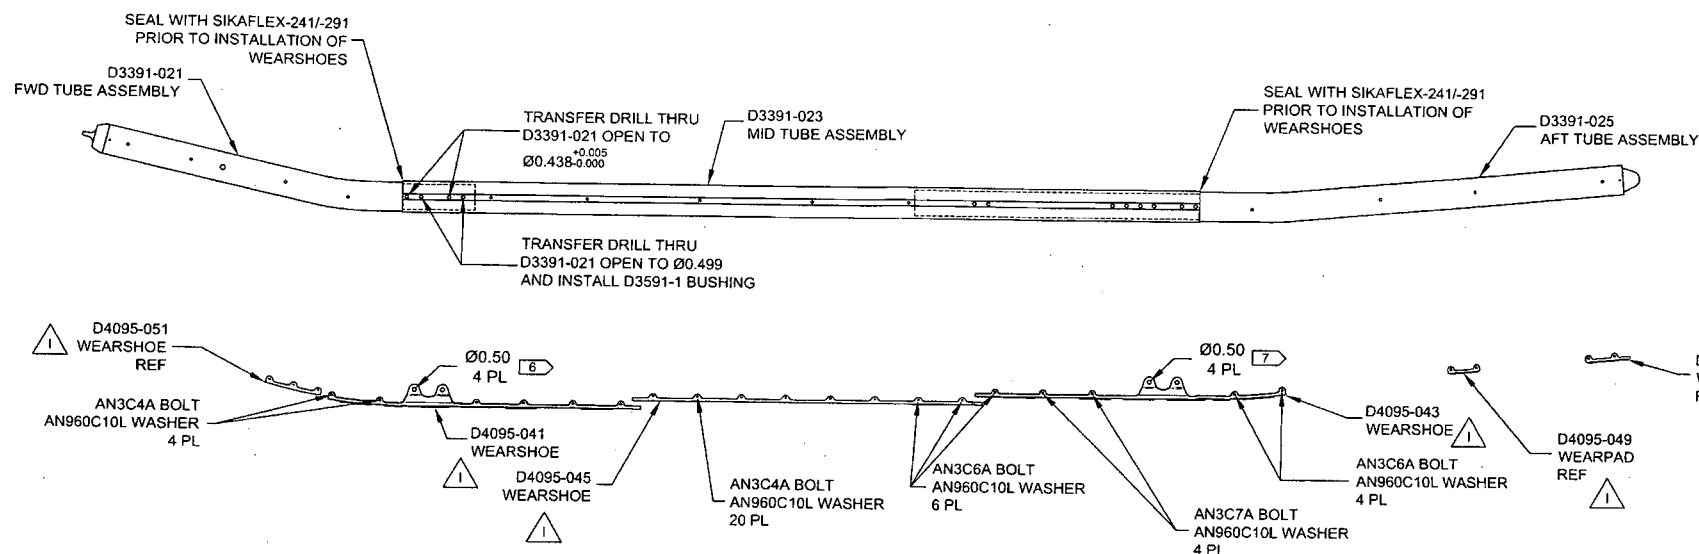 SEAL WITH SIKAFLEX-241/-291
PRIOR TO INSTALLATION OF
WEARSHOES
D3391-021
FWD TUBE ASSEMBLY
TRANSFER DRILL THRU
D3391-021 OPEN TO
Ø0.438 +0.005 -0.000
D3391-023
MID TUBE ASSEMBLY
SEAL WITH SIKAFLEX-241/-291
PRIOR TO INSTALLATION OF
WEARSHOES
D3391-025
AFT TUBE ASSEMBLY
TRANSFER DRILL THRU
D3391-021 OPEN TO Ø0.499
AND INSTALL D3591-1 BUSHING
1
D4095-051
WEARSHOE
REF
Ø0.50
4 PL
6
Ø0.50
4 PL
7
AN3C4A BOLT
AN960C10L WASHER
4 PL
D4095-041
WEARSHOE
1
D4095-045
WEARSHOE
1
AN3C4A BOLT
AN960C10L WASHER
20 PL
AN3C6A BOLT
AN960C10L WASHER
6 PL
AN3C7A BOLT
AN960C10L WASHER
4 PL
AN3C6A BOLT
AN960C10L WASHER
4 PL
D4095-043
WEARSHOE
1
D4095-049
WEARPAD
REF
1